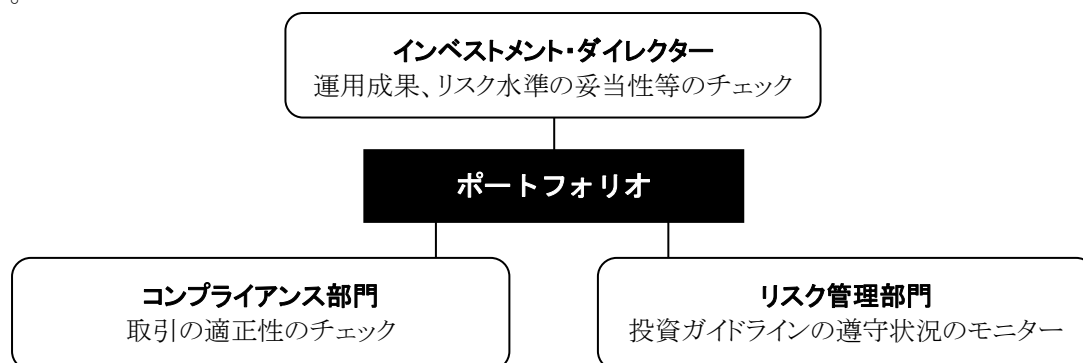 。
インベストメント・ダイレクター
運用成果、リスク水準の妥当性等のチェック
ポートフォリオ
コンプライアンス部門
取引の適正性のチェック
リスク管理部門
投資ガイドラインの遵守状況のモニター